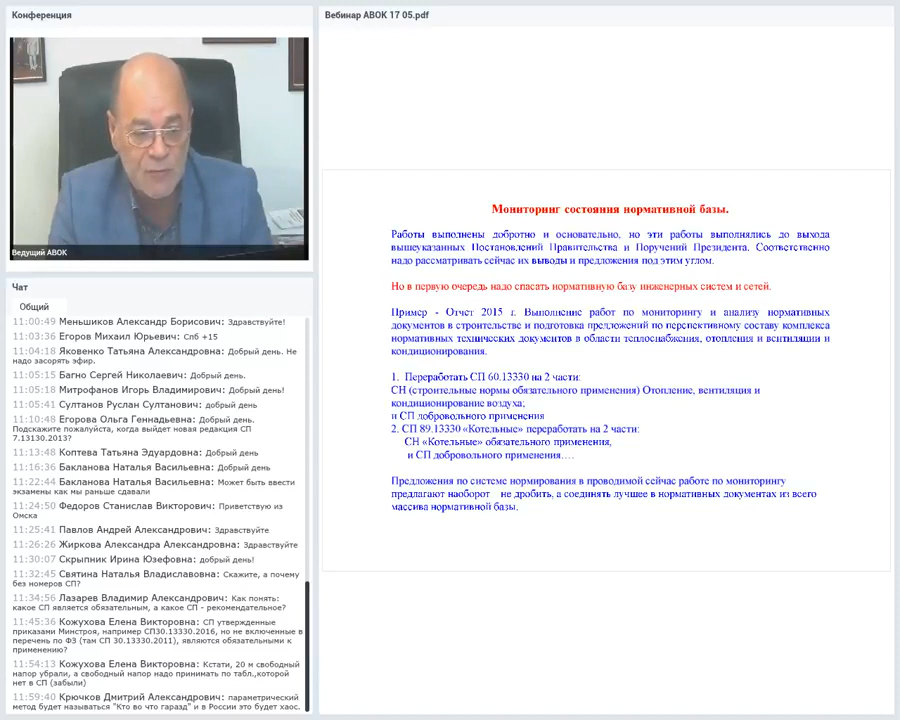 Конференция
Ведущий АВОК
Чат
Общий
11:00:49 Меньшиков Александр Борисович: Здравствуйте!
11:03:36 Егоров Михаил Юрьевич: Спб +15
11:04:18 Яковенко Татьяна Александровна: Добрый день. Не
надо засорять эфир.
11:05:15 Багно Сергей Николаевич: Добрый день.
11:05:18 Митрофанов Игорь Владимирович: Добрый день!
11:05:41 Султанов Руслан Султанович: добрый день
11:10:48 Егорова Ольга Геннадьевна: Добрый день.
Подскажите пожалуйста, когда выйдет новая редакция СП
7.13130.2013?
11:13:48 Коптева Татьяна Эдуардовна: Добрый день
11:16:36 Бакланова Наталья Васильевна: Добрый день
11:22:44 Бакланова Наталья Васильевна: Может быть ввести
экзамены как мы раньше сдавали
11:24:50 Федоров Станислав Викторович: Приветствую из
Омска
11:25:41 Павлов Андрей Александрович: Здравствуйте
11:26:26 Жиркова Александра Александровна: Здравствуйте
11:30:07 Скрыпник Ирина Юзефовна: добрый день!
11:32:45 Святина Наталья Владиславовна: Скажите, а почему
без номеров СП?
11:34:56 Лазарев Владимир Александрович: Как понять:
какое СП является обязательным, а какое СП - рекомендательное?
11:45:36 Кожухова Елена Викторовна: СП утвержденные
приказами Минстроя, например СП30.13330.2016, но не включенные в
перечень по ФЗ (там СП 30.13330.2011), являются обязательными к
применению?
11:54:13 Кожухова Елена Викторовна: Кстати, 20 м свободный
напор убрали, а свободный напор надо принимать по табл.,которой
нет в СП (забыли)
11:59:40 Крючков Дмитрий Александрович: параметрический
метод будет называться "Кто во что гаразд" и в России это будет хаос.
Вебинар АВОК 17 05.pdf
Мониторинг состояния нормативной базы.
Работы выполнены добротно и основательно, но эти работы выполнялись до выхода
вышеуказанных Постановлений Правительства и Поручений Президента. Соответственно
надо рассматривать сейчас их выводы и предложения под этим углом.
Но в первую очередь надо спасать нормативную базу инженерных систем и сетей.
Пример - Отчет 2015 г. Выполнение работ по мониторингу и анализу нормативных
документов в строительстве и подготовка предложений по перспективному составу комплекса
нормативных технических документов в области теплоснабжения, отопления и вентиляции и
кондиционирования.
1. Переработать СП 60.13330 на 2 части:
СН (строительные нормы обязательного применения) Отопление, вентиляция и
кондиционирование воздуха;
и СП добровольного применения
2. СП 89.13330 «Котельные» переработать на 2 части:
СН «Котельные» обязательного применения,
и СП добровольного применения….
Предложения по системе нормирования в проводимой сейчас работе по мониторингу
предлагают наоборот не дробить, а соединять лучшее в нормативных документах из всего
массива нормативной базы.